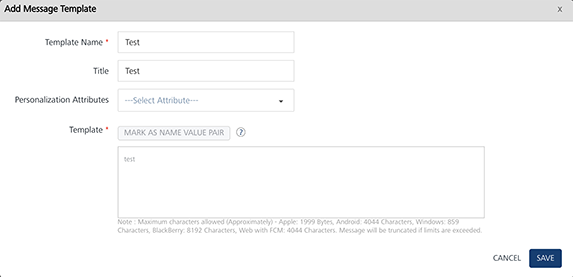 Add Message Template x
Template Name * Test
Title Test
Personalization Attributes ---Select Attribute---
Template * MARK AS NAME VALUE PAIR ?
test
Note : Maximum characters allowed (Approximately) - Apple: 1999 Bytes, Android: 4044 Characters, Windows: 859
Characters, BlackBerry: 8192 Characters, Web with FCM: 4044 Characters. Message will be truncated if limits are exceeded.
CANCEL SAVE